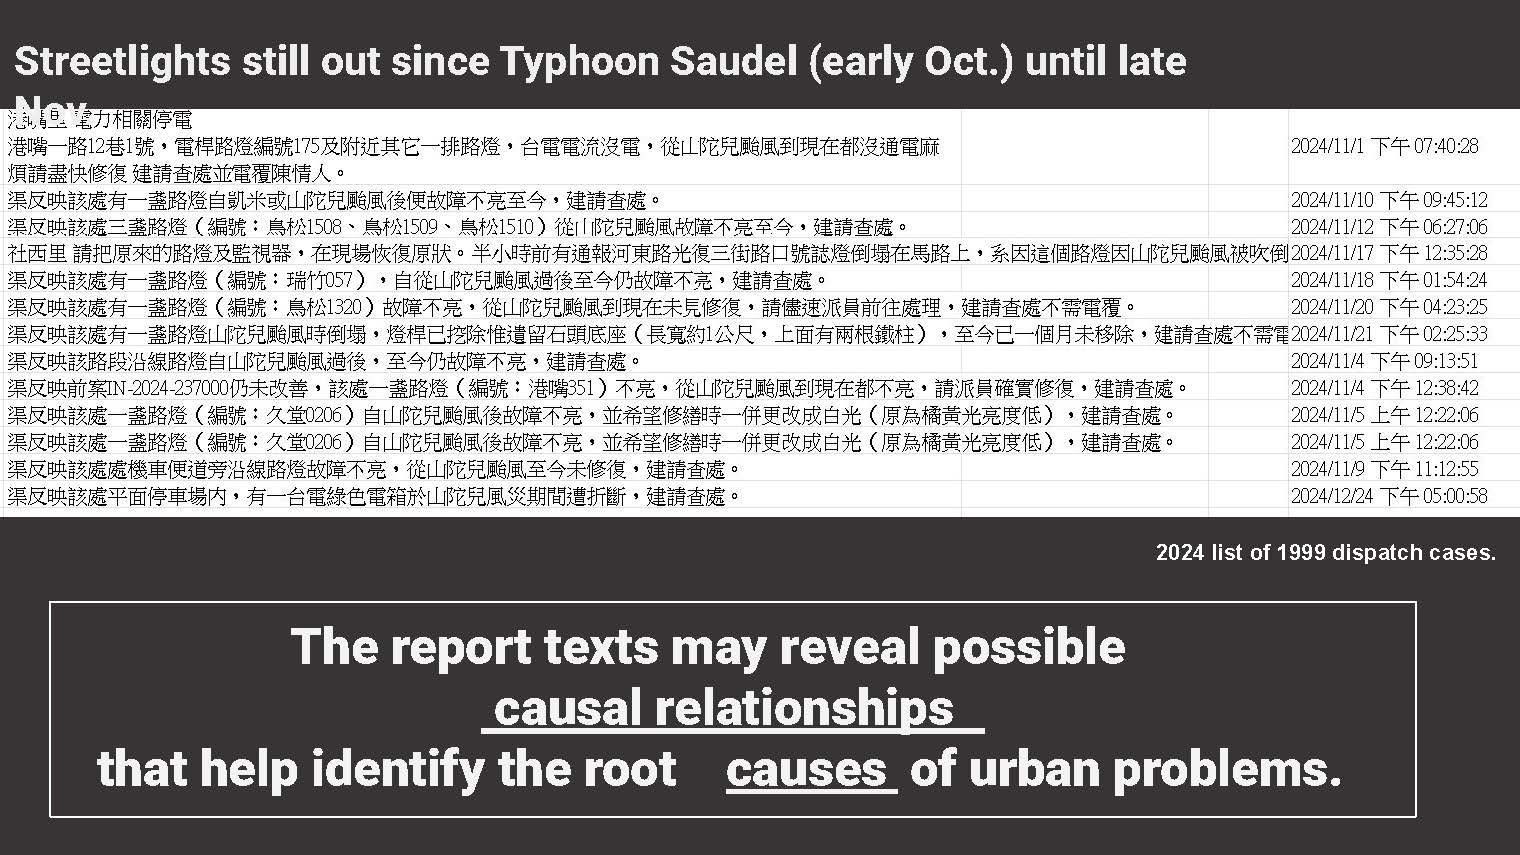 Streetlights still out since Typhoon Saudel (early Oct.) until late
Nov
港嘴里 電力相關停電
港嘴一路12巷1號，電桿路燈編號175及附近其它一排路燈，台電電流沒電，從山陀兒颱風到現在都沒通電麻 2024/11/1 下午 07:40:28
煩請盡快修復 建請查處並電覆陳情人。
渠反映該處有一盞路燈自凱米或山陀兒颱風後便故障不亮至今，建請查處。 2024/11/10 下午 09:45:12
渠反映該處三盞路燈（編號：鳥松1508、鳥松1509、鳥松1510）從山陀兒颱風故障不亮至今，建請查處。 2024/11/12 下午 06:27:06
社西里 請把原來的路燈及監視器，在現場恢復原狀。半小時前有通報河東路光復三街路口號誌燈倒塌在馬路上，系因這個路燈因山陀兒颱風被吹倒 2024/11/17 下午 12:35:28
渠反映該處有一盞路燈（編號：瑞竹057），自從山陀兒颱風過後至今仍故障不亮，建請查處。 2024/11/18 下午 01:54:24
渠反映該處有一盞路燈（編號：鳥松1320）故障不亮，從山陀兒颱風到現在未見修復，請儘速派員前往處理，建請查處不需電覆。 2024/11/20 下午 04:23:25
渠反映該處有一盞路燈山陀兒颱風時倒塌，燈桿已挖除惟遺留石頭底座（長寬約1公尺，上面有兩根鐵柱），至今已一個月未移除，建請查處不需電 2024/11/21 下午 02:25:33
渠反映該路段沿線路燈自山陀兒颱風過後，至今仍故障不亮，建請查處。 2024/11/4 下午 09:13:51
渠反映前案IN-2024-237000仍未改善，該處一盞路燈（編號：港嘴351）不亮，從山陀兒颱風到現在都不亮，請派員確實修復，建請查處。 2024/11/4 下午 12:38:42
渠反映該處一盞路燈（編號：久堂0206）自山陀兒颱風後故障不亮，並希望修繕時一併更改成白光（原為橘黃光亮度低），建請查處。 2024/11/5 上午 12:22:06
渠反映該處一盞路燈（編號：久堂0206）自山陀兒颱風後故障不亮，並希望修繕時一併更改成白光（原為橘黃光亮度低），建請查處。 2024/11/5 上午 12:22:06
渠反映該處處機車便道旁沿線路燈故障不亮，從山陀兒颱風至今未修復，建請查處。 2024/11/9 下午 11:12:55
渠反映該處平面停車場內，有一台電綠色電箱於山陀兒風災期間遭折斷，建請查處。 2024/12/24 下午 05:00:58
2024 list of 1999 dispatch cases.
The report texts may reveal possible
causal relationships
that help identify the root causes of urban problems.